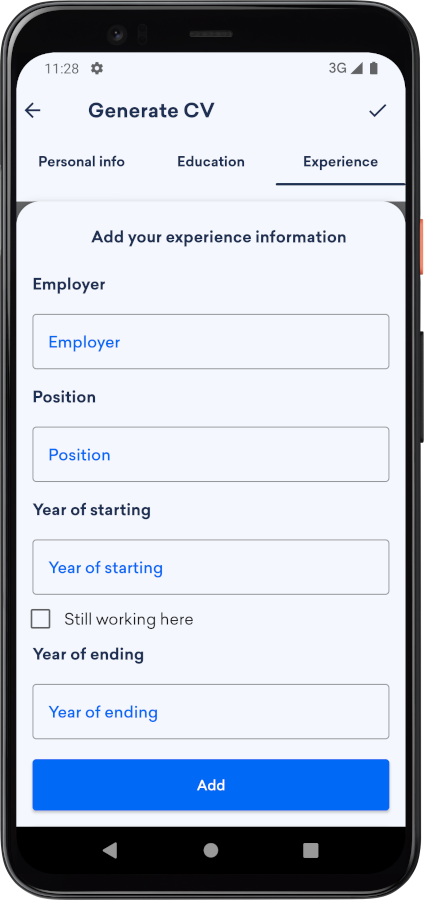 11:28 3G
Generate CV
Personal info Education Experience
Add your experience information
Employer
Employer
Position
Position
Year of starting
Year of starting
Still working here
Year of ending
Year of ending
Add